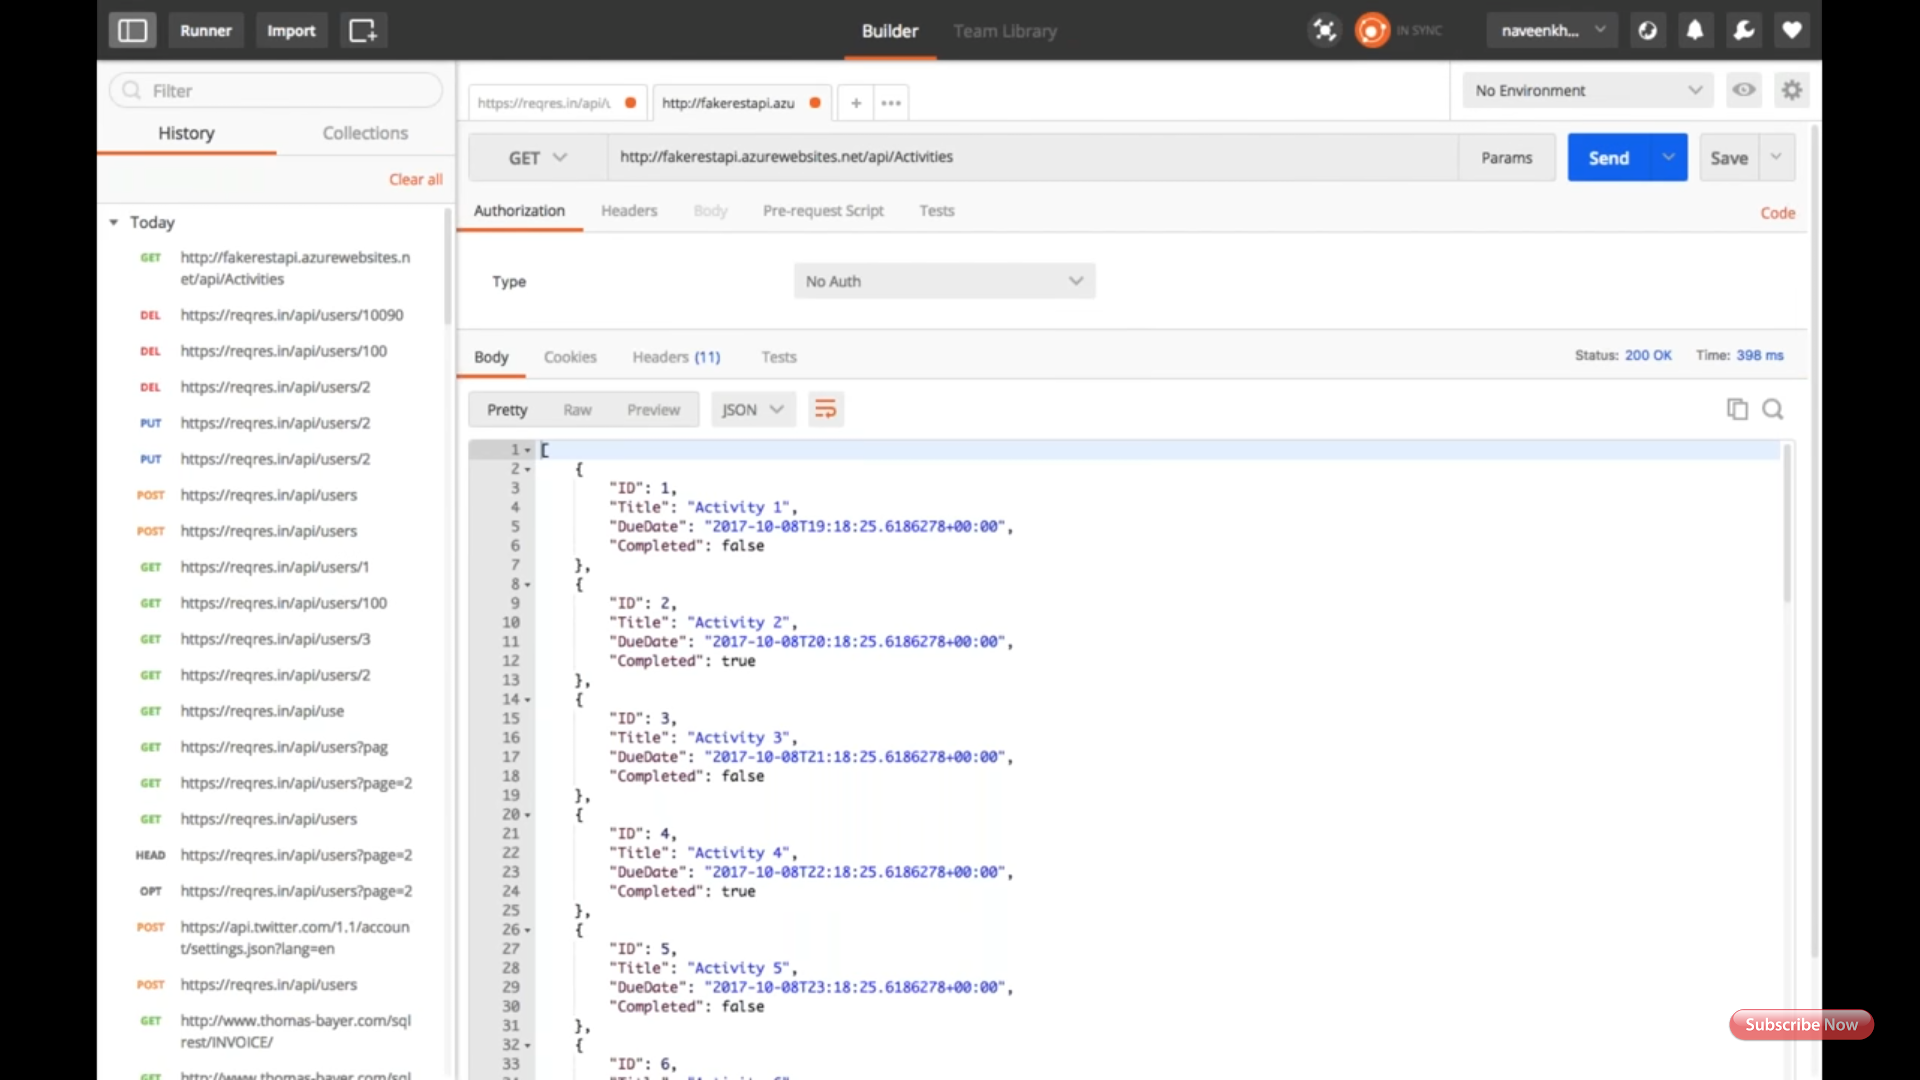 Runner
Import
Builder
Team Library
IN SYNC
naveenkh...
Filter
History
Collections
Clear all
Today
GET http://fakerestapi.azurewebsites.n
et/api/Activities
DEL https://reqres.in/api/users/10090
DEL https://reqres.in/api/users/100
DEL https://reqres.in/api/users/2
PUT https://reqres.in/api/users/2
PUT https://reqres.in/api/users/2
POST https://reqres.in/api/users
POST https://reqres.in/api/users
GET https://reqres.in/api/users/1
GET https://reqres.in/api/users/100
GET https://reqres.in/api/users/3
GET https://reqres.in/api/users/2
GET https://reqres.in/api/use
GET https://reqres.in/api/users?pag
GET https://reqres.in/api/users?page=2
GET https://reqres.in/api/users
HEAD https://reqres.in/api/users?page=2
OPT https://reqres.in/api/users?page=2
POST https://api.twitter.com/1.1/accoun
t/settings.json?lang=en
POST https://reqres.in/api/users
GET http://www.thomas-bayer.com/sql
rest/INVOICE/
GET http://www.thomas-bayer.com/sql
https://reqres.in/api/
http://fakerestapi.azu
+ •••
No Environment
GET http://fakerestapi.azurewebsites.net/api/Activities
Params
Send
Save
Authorization Headers Body Pre-request Script Tests
Code
Type
No Auth
Body Cookies Headers (11) Tests
Status: 200 OK Time: 398 ms
Pretty Raw Preview JSON
1 [
2 {
3 "ID": 1,
4 "Title": "Activity 1",
5 "DueDate": "2017-10-08T19:18:25.6186278+00:00",
6 "Completed": false
7 },
8 {
9 "ID": 2,
10 "Title": "Activity 2",
11 "DueDate": "2017-10-08T20:18:25.6186278+00:00",
12 "Completed": true
13 },
14 {
15 "ID": 3,
16 "Title": "Activity 3",
17 "DueDate": "2017-10-08T21:18:25.6186278+00:00",
18 "Completed": false
19 },
20 {
21 "ID": 4,
22 "Title": "Activity 4",
23 "DueDate": "2017-10-08T22:18:25.6186278+00:00",
24 "Completed": true
25 },
26 {
27 "ID": 5,
28 "Title": "Activity 5",
29 "DueDate": "2017-10-08T23:18:25.6186278+00:00",
30 "Completed": false
31 },
32 {
33 "ID": 6,
Subscribe Now